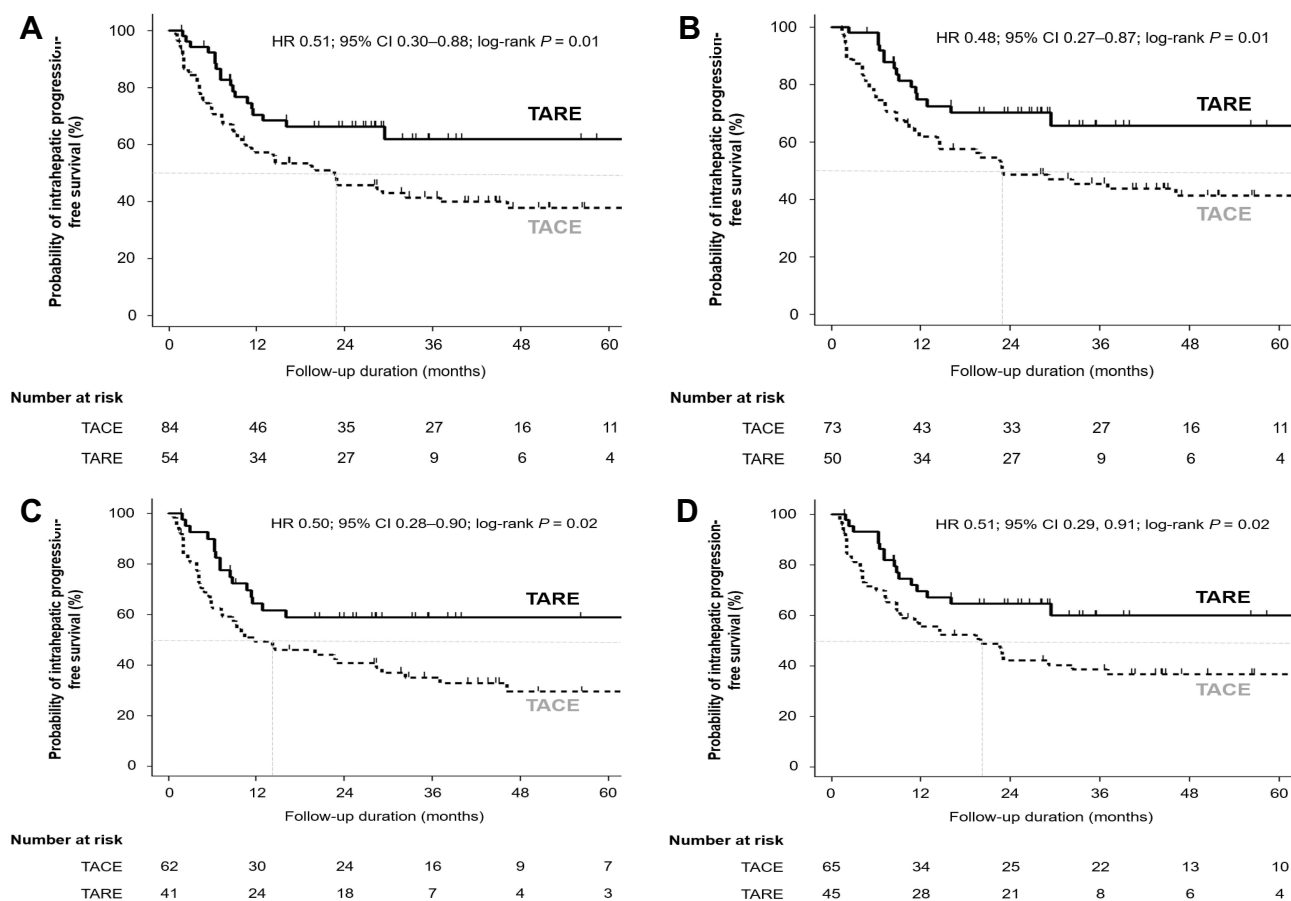 A
HR 0.51; 95% CI 0.30–0.88; log-rank P = 0.01
Probability of intrahepatic progression-
free survival (%)
100
80
60
40
20
0
TARE
TACE
0 12 24 36 48 60
Follow-up duration (months)
Number at risk
TACE 84 46 35 27 16 11
TARE 54 34 27 9 6 4
B
HR 0.48; 95% CI 0.27–0.87; log-rank P = 0.01
Probability of intrahepatic progression-
free survival (%)
100
80
60
40
20
0
TARE
TACE
0 12 24 36 48 60
Follow-up duration (months)
Number at risk
TACE 73 43 33 27 16 11
TARE 50 34 27 9 6 4
C
HR 0.50; 95% CI 0.28–0.90; log-rank P = 0.02
Probability of intrahepatic progression-
free survival (%)
100
80
60
40
20
0
TARE
TACE
0 12 24 36 48 60
Follow-up duration (months)
Number at risk
TACE 62 30 24 16 9 7
TARE 41 24 18 7 4 3
D
HR 0.51; 95% CI 0.29, 0.91; log-rank P = 0.02
Probability of intrahepatic progression-
free survival (%)
100
80
60
40
20
0
TARE
TACE
0 12 24 36 48 60
Follow-up duration (months)
Number at risk
TACE 65 34 25 22 13 10
TARE 45 28 21 8 6 4